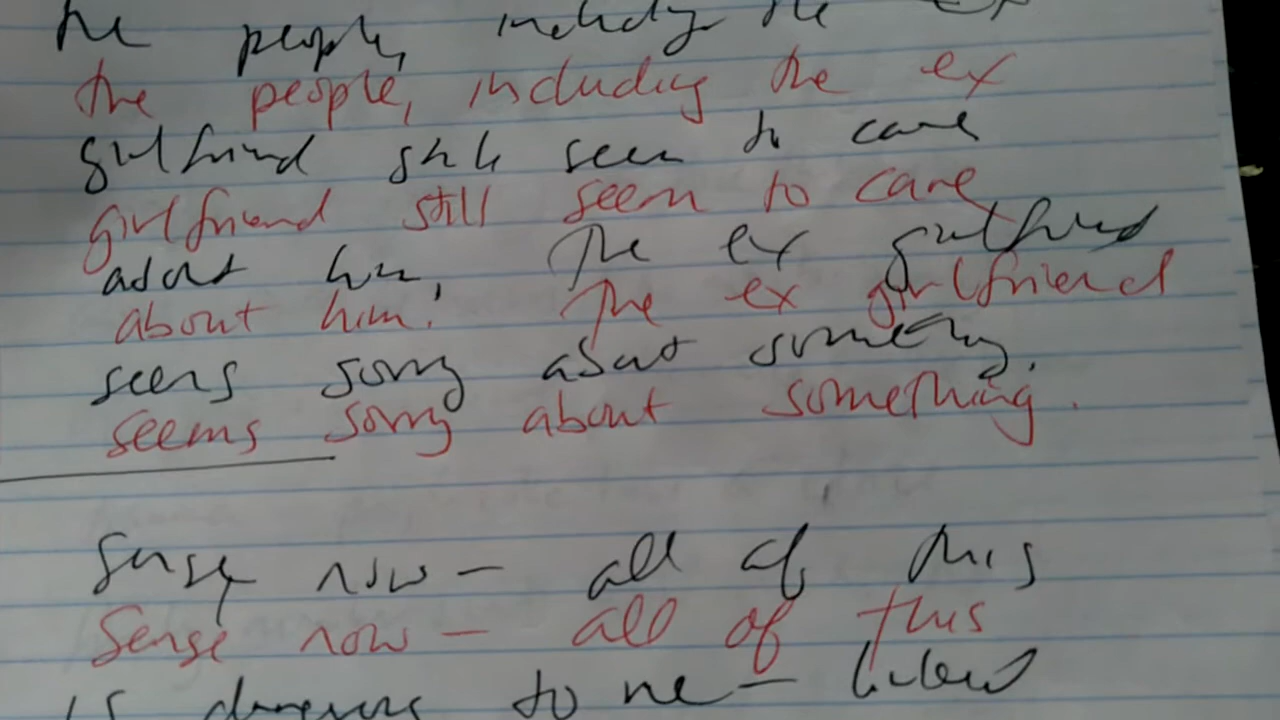 the people, including the ex
the people, including the ex
girlfriend still seem to care
girlfriend still seem to care
about him, The ex girlfriend
about him. The ex girlfriend
seems sorry about something.
seems sorry about something.
Sense now - all of this
Sense now - all of this
is dangerous to me -